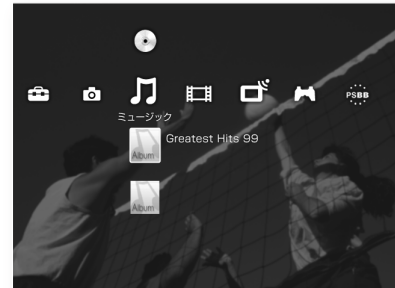 PSBB
ミュージック
Greatest Hits 99
Album
Album